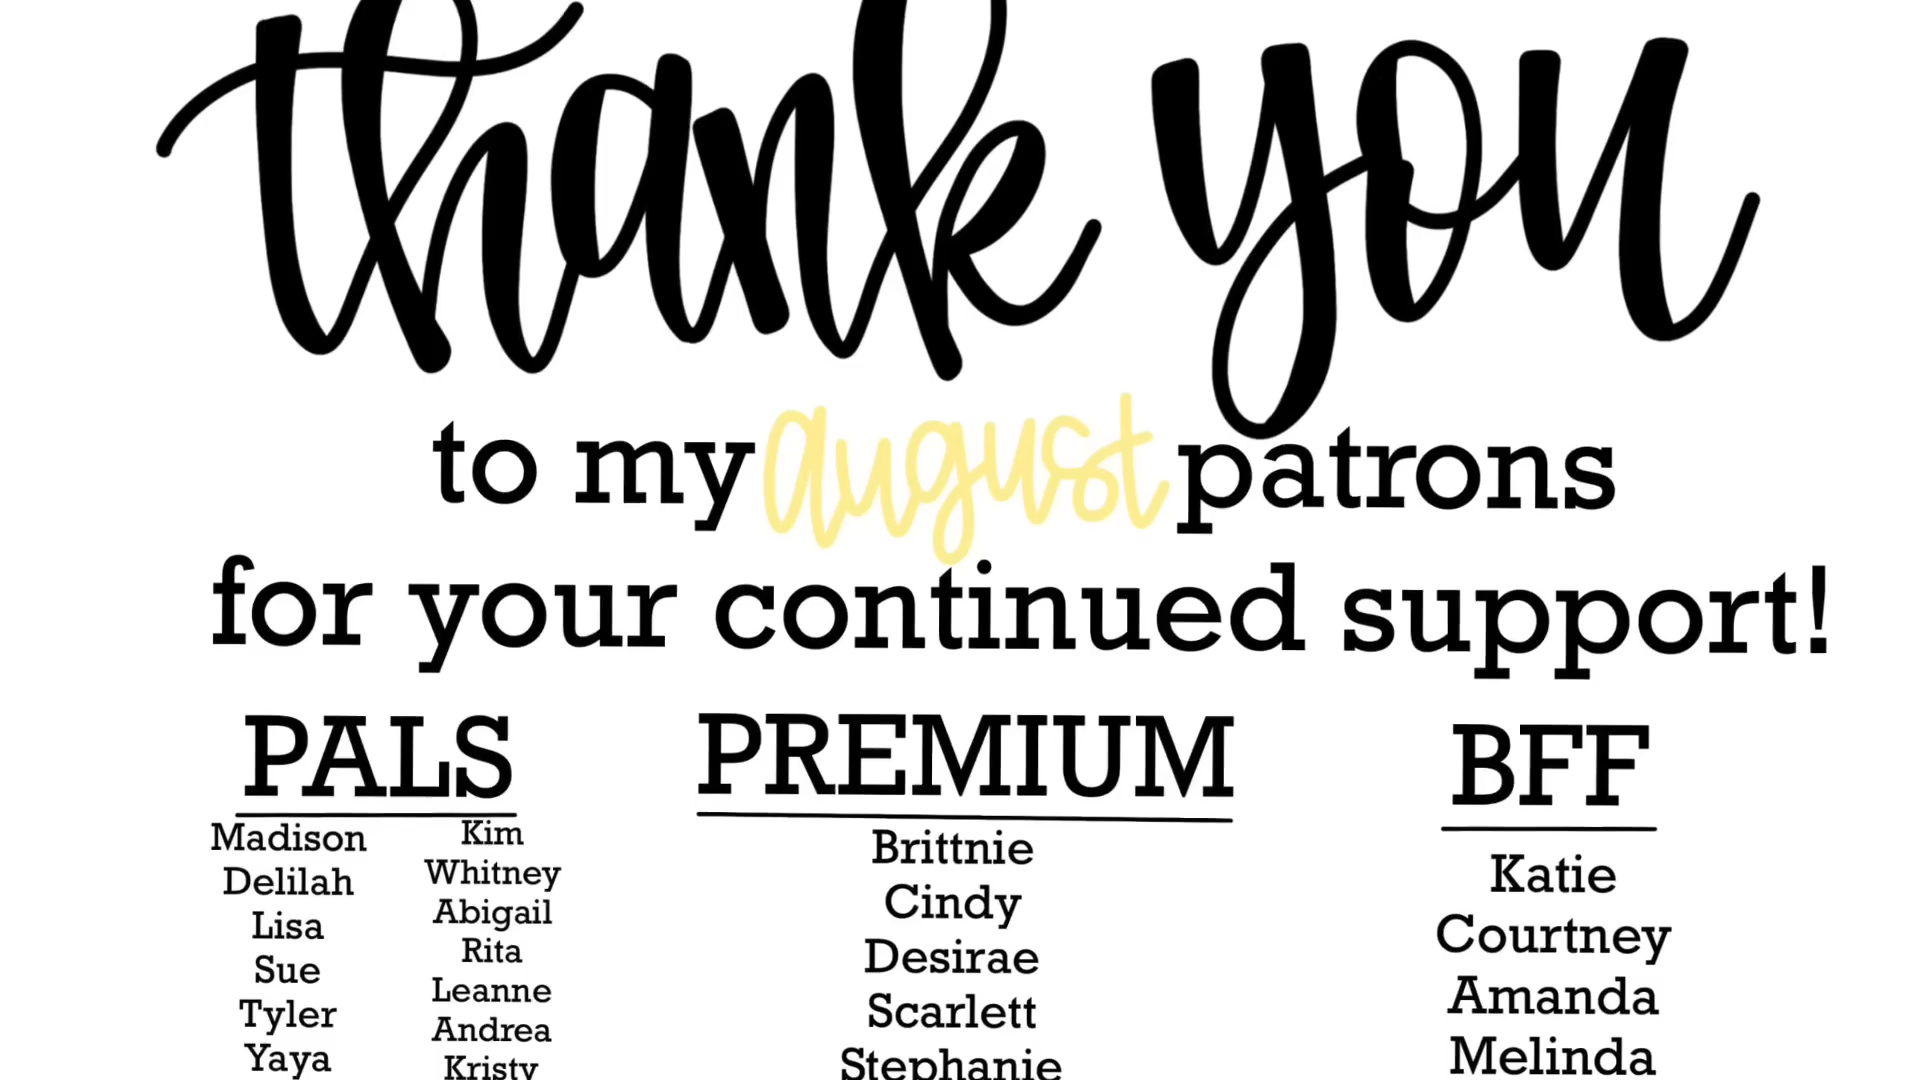 thank you
to my august patrons
for your continued support!
PALS
Madison
Delilah
Lisa
Sue
Tyler
Yaya
Kim
Whitney
Abigail
Rita
Leanne
Andrea
Kristy
PREMIUM
Brittnie
Cindy
Desirae
Scarlett
Stephanie
BFF
Katie
Courtney
Amanda
Melinda